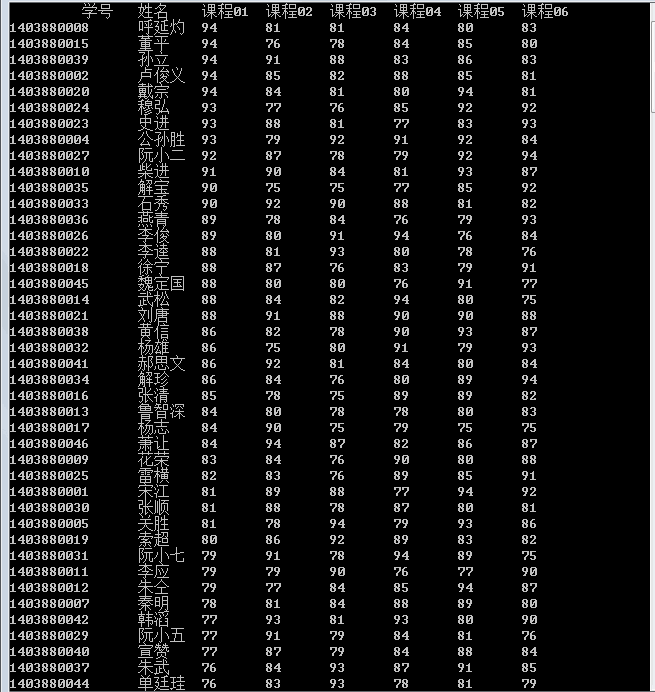 学号 姓名 课程01 课程02 课程03 课程04 课程05 课程06
1403880008 呼延灼 94 81 81 84 80 83
1403880015 董平 94 76 78 84 85 80
1403880039 孙立 94 91 88 83 86 83
1403880002 卢俊义 94 85 82 88 85 81
1403880020 戴宗 94 84 81 80 94 81
1403880024 穆弘 93 77 76 85 92 92
1403880023 史进 93 88 81 77 83 93
1403880004 公孙胜 93 79 92 91 92 84
1403880027 阮小二 92 87 78 79 92 94
1403880010 柴进 91 90 84 81 93 87
1403880035 解宝 90 75 75 77 85 92
1403880033 石秀 90 92 90 88 81 82
1403880036 燕青 89 78 84 76 79 93
1403880026 李俊 89 80 91 94 76 84
1403880022 李逵 88 81 93 80 78 76
1403880018 徐宁 88 87 76 83 79 91
1403880045 魏定国 88 80 80 76 91 77
1403880014 武松 88 84 82 94 80 75
1403880021 刘唐 88 91 88 90 90 88
1403880038 黄信 86 82 78 90 93 87
1403880032 杨雄 86 75 80 91 79 93
1403880041 郝思文 86 92 81 84 80 84
1403880034 解珍 86 84 76 80 89 94
1403880016 张清 85 78 75 89 89 82
1403880013 鲁智深 84 80 78 78 80 83
1403880017 杨志 84 90 75 79 75 75
1403880046 萧让 84 94 87 82 86 87
1403880009 花荣 83 84 76 90 80 88
1403880025 雷横 82 83 76 89 85 91
1403880001 宋江 81 89 88 77 94 92
1403880030 张顺 81 88 78 87 80 81
1403880005 关胜 81 78 94 79 93 86
1403880019 索超 80 86 92 89 83 82
1403880031 阮小七 79 91 78 94 89 75
1403880011 李应 79 79 90 76 77 90
1403880012 朱仝 79 77 84 85 94 87
1403880007 秦明 78 81 84 88 89 80
1403880042 韩滔 77 93 81 93 80 90
1403880029 阮小五 77 91 79 84 81 76
1403880040 宣赞 77 87 79 84 88 84
1403880037 朱武 76 84 93 87 91 85
1403880044 单廷珪 76 83 93 78 81 79